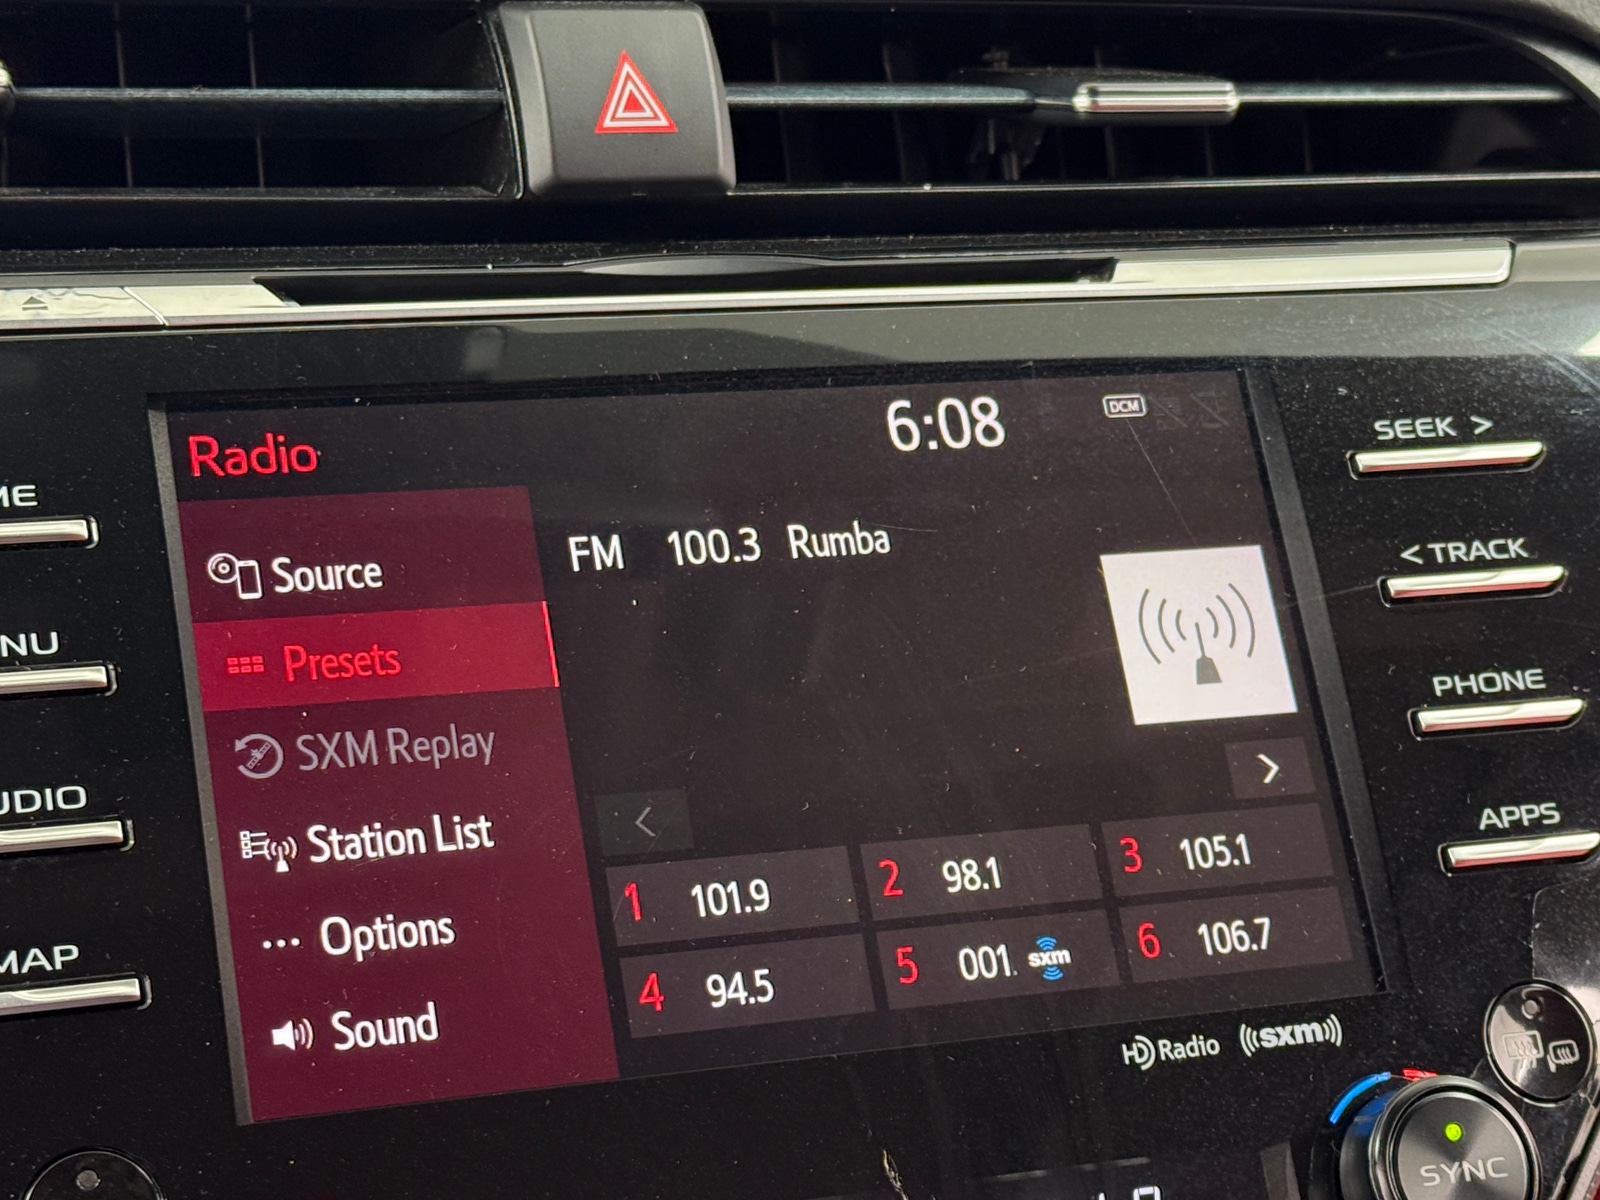 6:08
DCM
Radio
SEEK >
ME
FM 100.3 Rumba
< TRACK
Source
NU
Presets
PHONE
SXM Replay
UDIO
APPS
Station List
1 101.9
2 98.1
3 105.1
Options
4 94.5
5 001 sxm
6 106.7
MAP
Sound
HD Radio
((sxm))
SYNC